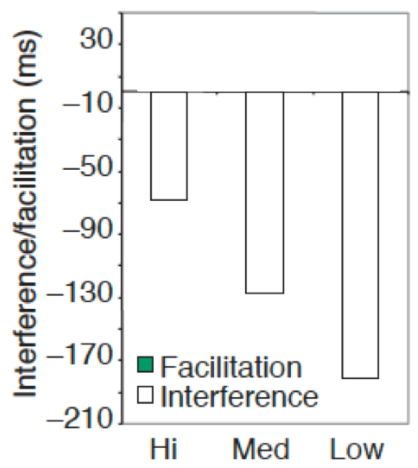 Interference/facilitation (ms)
30
−10
−50
−90
−130
−170
−210
Facilitation
Interference
Hi Med Low